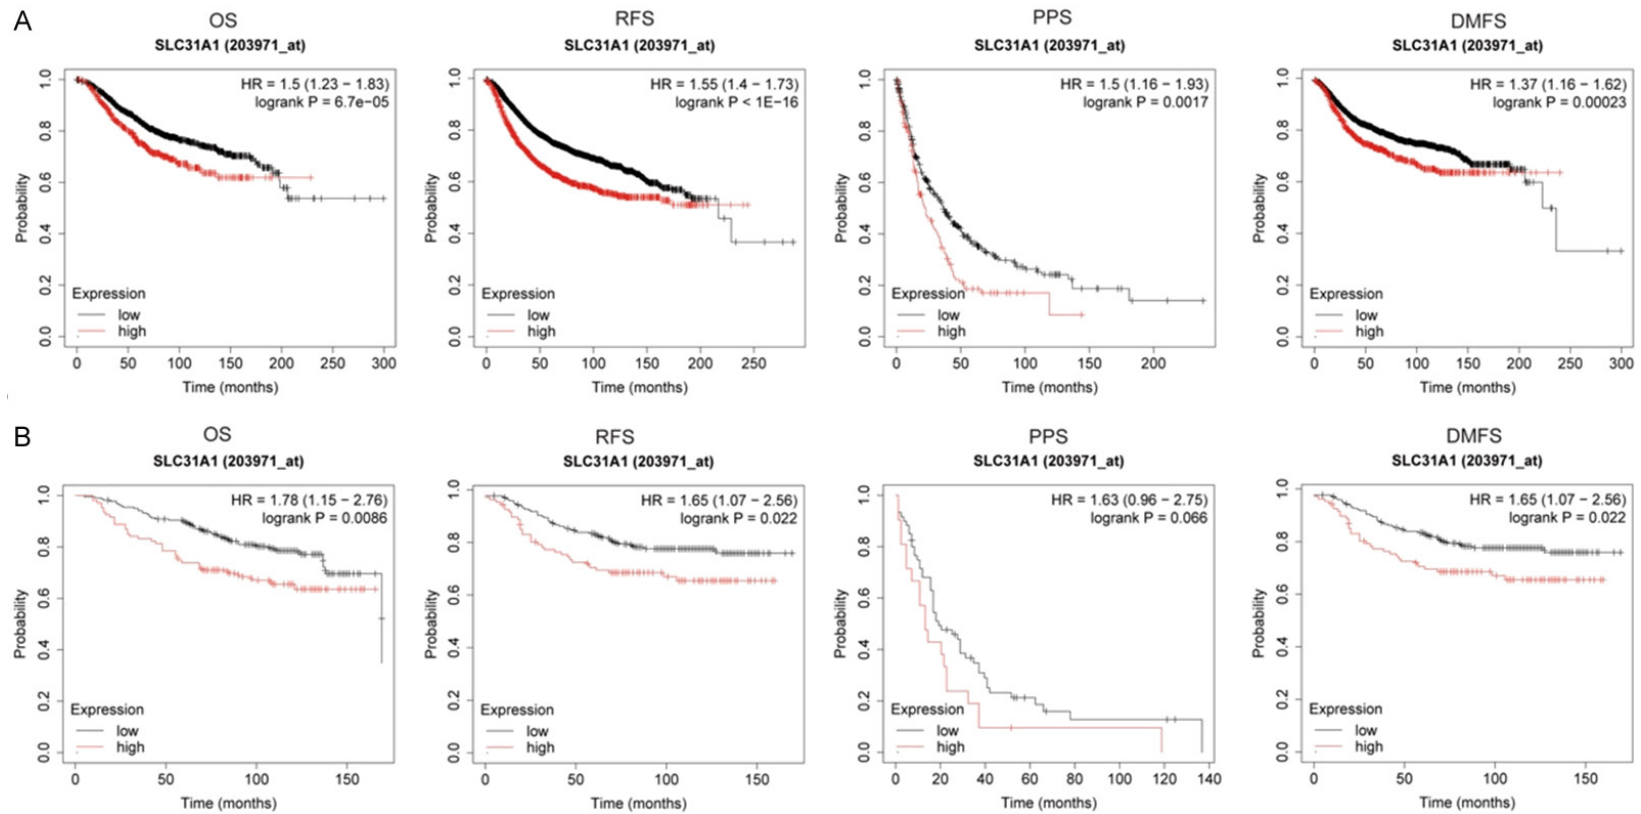 A
OS
SLC31A1 (203971_at)
HR = 1.5 (1.23 − 1.83)
logrank P = 6.7e−05
Probability
1.0
0.8
0.6
0.4
0.2
0.0
Expression
low
high
0 50 100 150 200 250 300
Time (months)
RFS
SLC31A1 (203971_at)
HR = 1.55 (1.4 − 1.73)
logrank P < 1E−16
Probability
1.0
0.8
0.6
0.4
0.2
0.0
Expression
low
high
0 50 100 150 200 250
Time (months)
PPS
SLC31A1 (203971_at)
HR = 1.5 (1.16 − 1.93)
logrank P = 0.0017
Probability
1.0
0.8
0.6
0.4
0.2
0.0
Expression
low
high
0 50 100 150 200
Time (months)
DMFS
SLC31A1 (203971_at)
HR = 1.37 (1.16 − 1.62)
logrank P = 0.00023
Probability
1.0
0.8
0.6
0.4
0.2
0.0
Expression
low
high
0 50 100 150 200 250 300
Time (months)
B
OS
SLC31A1 (203971_at)
HR = 1.78 (1.15 − 2.76)
logrank P = 0.0086
Probability
1.0
0.8
0.6
0.4
0.2
0.0
Expression
low
high
0 50 100 150
Time (months)
RFS
SLC31A1 (203971_at)
HR = 1.65 (1.07 − 2.56)
logrank P = 0.022
Probability
1.0
0.8
0.6
0.4
0.2
0.0
Expression
low
high
0 50 100 150
Time (months)
PPS
SLC31A1 (203971_at)
HR = 1.63 (0.96 − 2.75)
logrank P = 0.066
Probability
1.0
0.8
0.6
0.4
0.2
0.0
Expression
low
high
0 20 40 60 80 100 120 140
Time (months)
DMFS
SLC31A1 (203971_at)
HR = 1.65 (1.07 − 2.56)
logrank P = 0.022
Probability
1.0
0.8
0.6
0.4
0.2
0.0
Expression
low
high
0 50 100 150
Time (months)